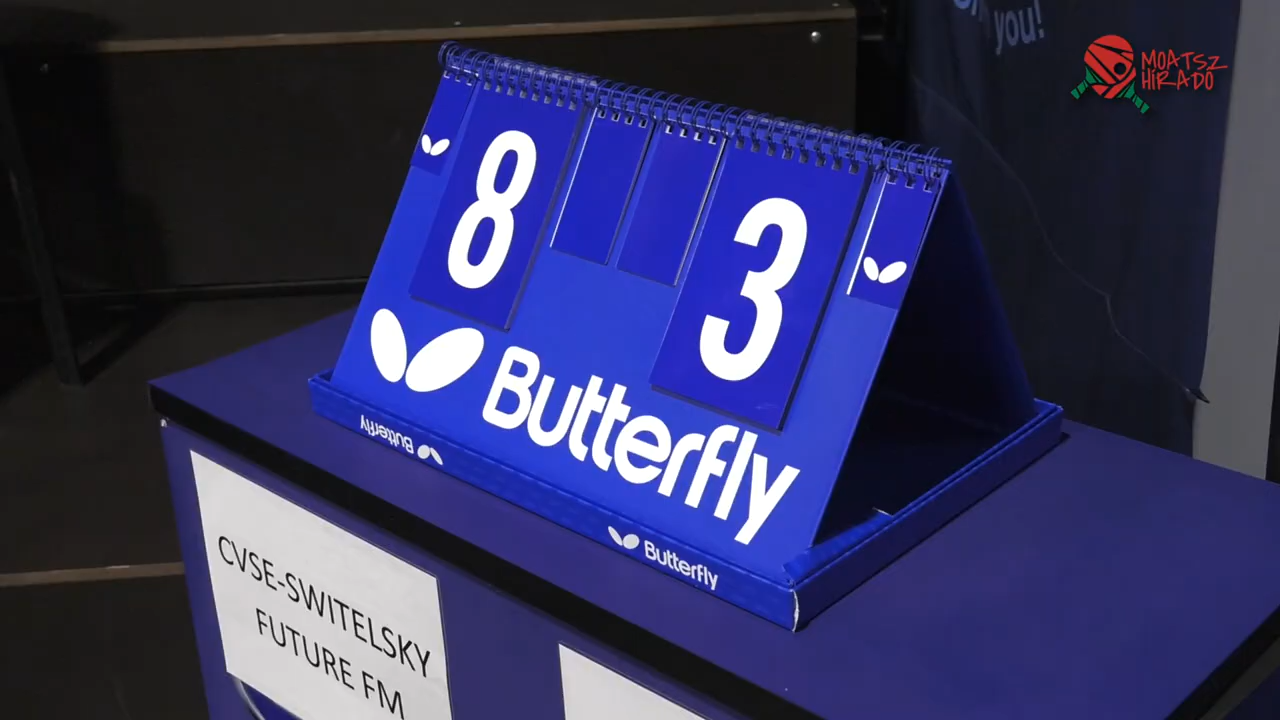 you!
MOATSZ
HÍRADÓ
8 3
Butterfly
Butterfly
Butterfly
CVSE-SWITELSKY
FUTURE FM